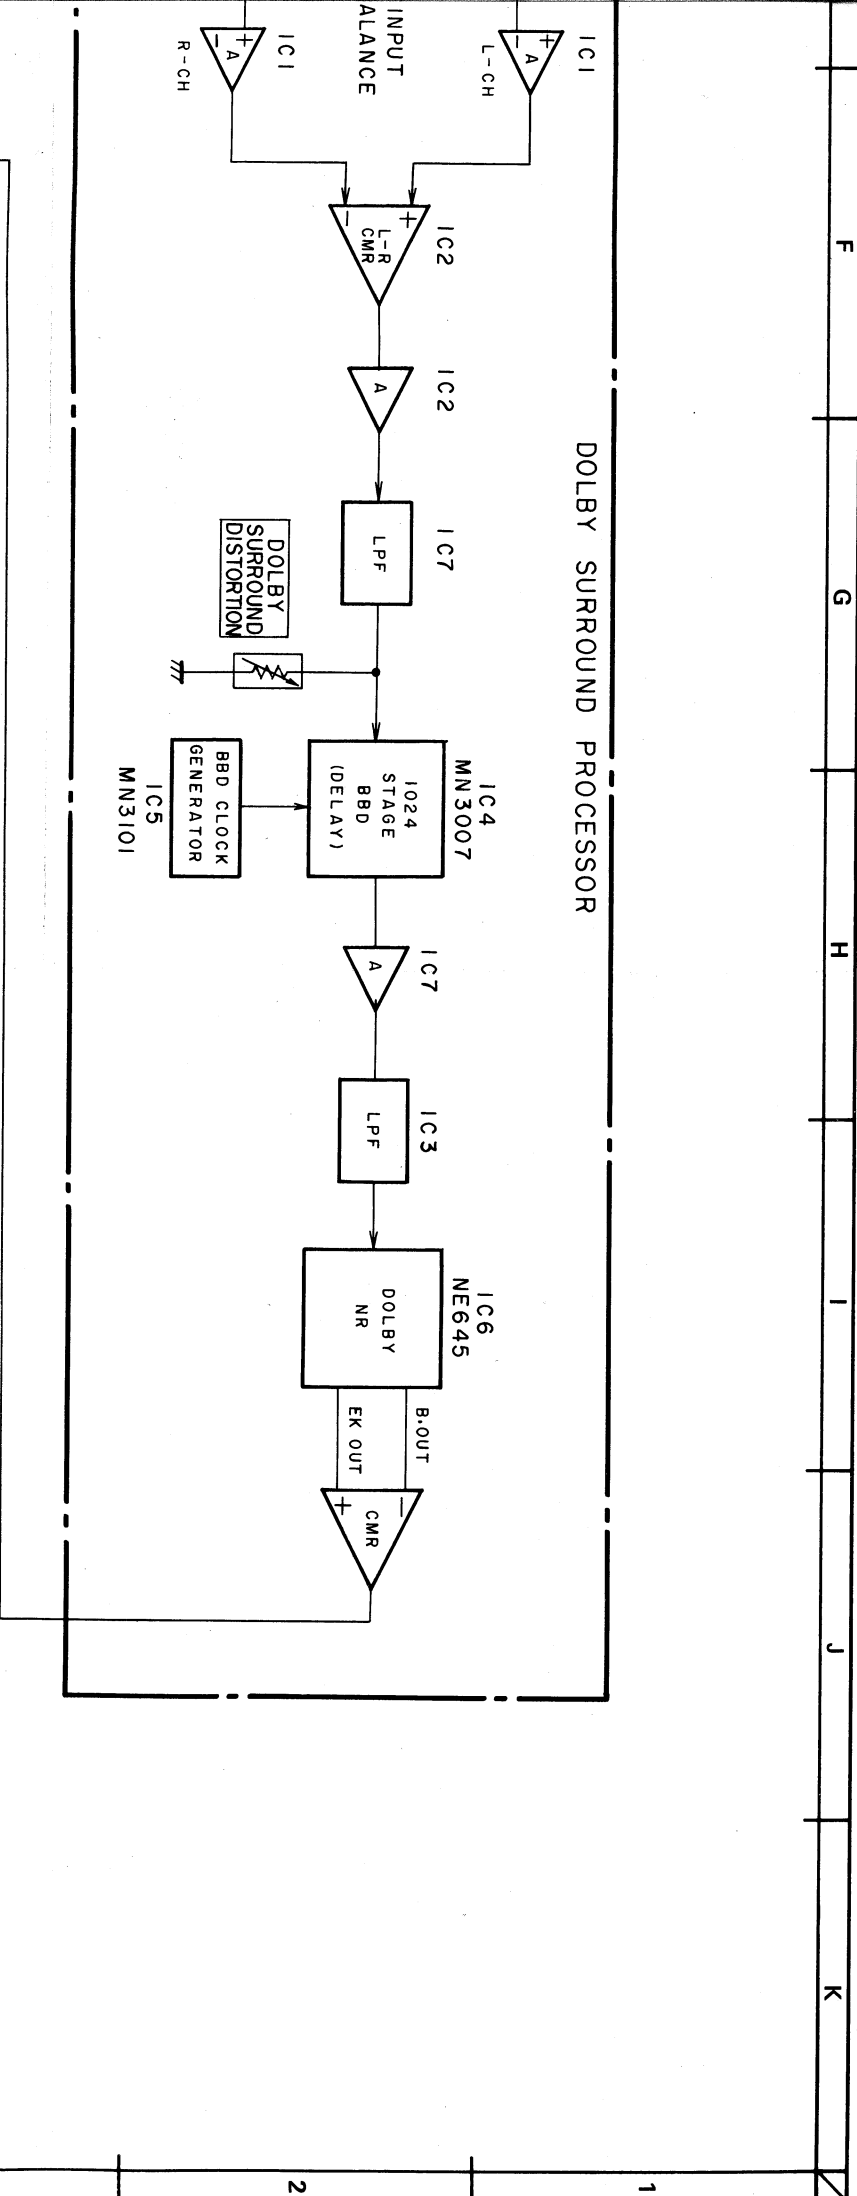 F
G
H
I
J
K
1
2
IC1
L-CH
+
-
A
INPUT
ALANCE
IC1
R-CH
+
-
A
DOLBY SURROUND PROCESSOR
IC2
+
-
L-R
CMR
IC2
A
IC7
LPF
DOLBY
SURROUND
DISTORTION
IC4
MN3007
1024
STAGE
BBD
(DELAY)
BBD CLOCK
GENERATOR
IC5
MN3101
IC7
A
IC3
LPF
IC6
NE645
DOLBY
NR
B.OUT
EK OUT
-
+
CMR